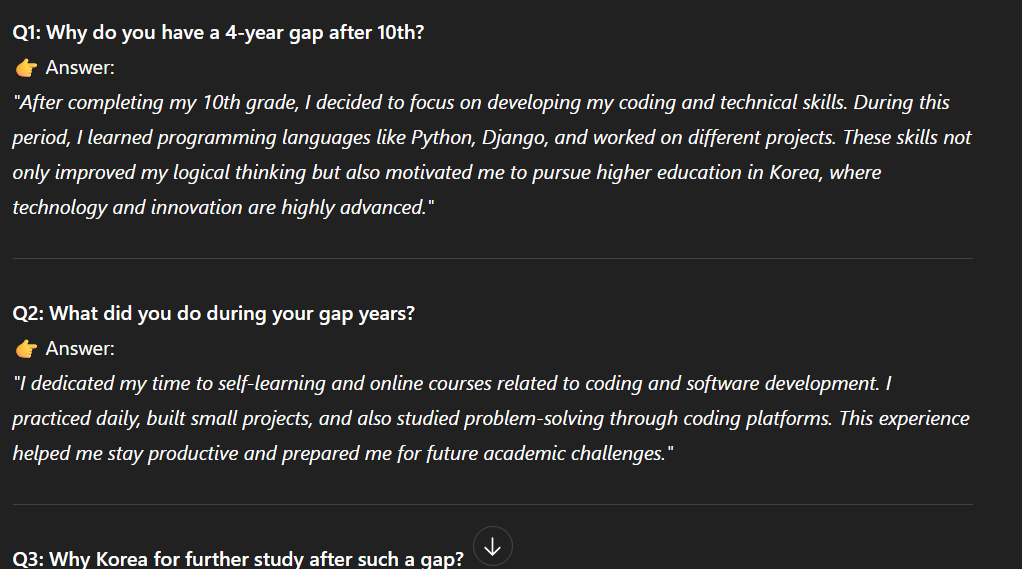 Q1: Why do you have a 4-year gap after 10th?
👉 Answer:
"After completing my 10th grade, I decided to focus on developing my coding and technical skills. During this
period, I learned programming languages like Python, Django, and worked on different projects. These skills not
only improved my logical thinking but also motivated me to pursue higher education in Korea, where
technology and innovation are highly advanced."
Q2: What did you do during your gap years?
👉 Answer:
"I dedicated my time to self-learning and online courses related to coding and software development. I
practiced daily, built small projects, and also studied problem-solving through coding platforms. This experience
helped me stay productive and prepared me for future academic challenges."
Q3: Why Korea for further study after such a gap?